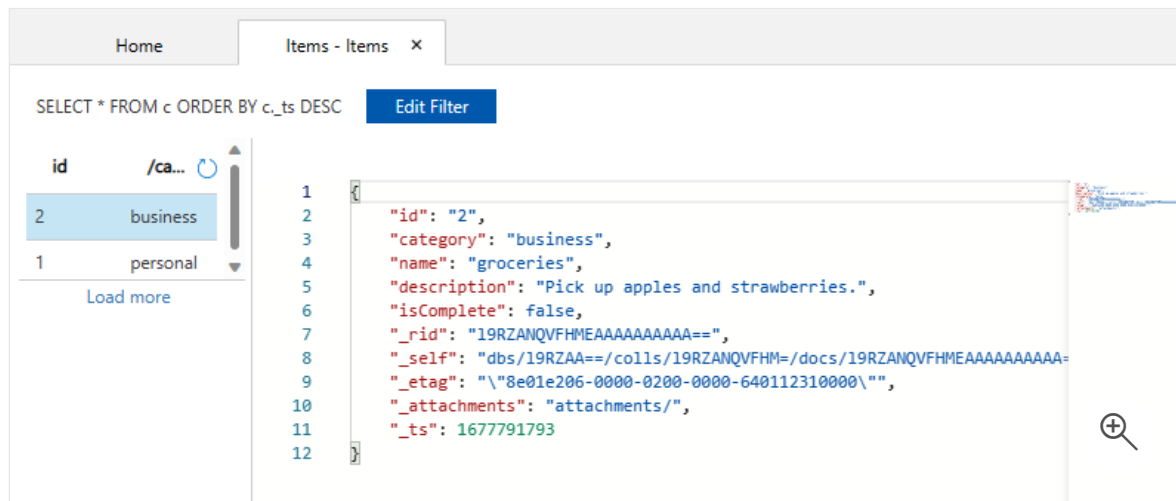 Home
Items - Items ×
SELECT * FROM c ORDER BY c._ts DESC
Edit Filter
id /ca...
2 business
1 personal
Load more
1 {
2 "id": "2",
3 "category": "business",
4 "name": "groceries",
5 "description": "Pick up apples and strawberries.",
6 "isComplete": false,
7 "_rid": "l9RZANQVFHMEAAAAAAAAAA==",
8 "_self": "dbs/l9RZAA==/colls/l9RZANQVFHM=/docs/l9RZANQVFHMEAAAAAAAAAA=
9 "_etag": "\"8e01e206-0000-0200-0000-640112310000\"",
10 "_attachments": "attachments/",
11 "_ts": 1677791793
12 }